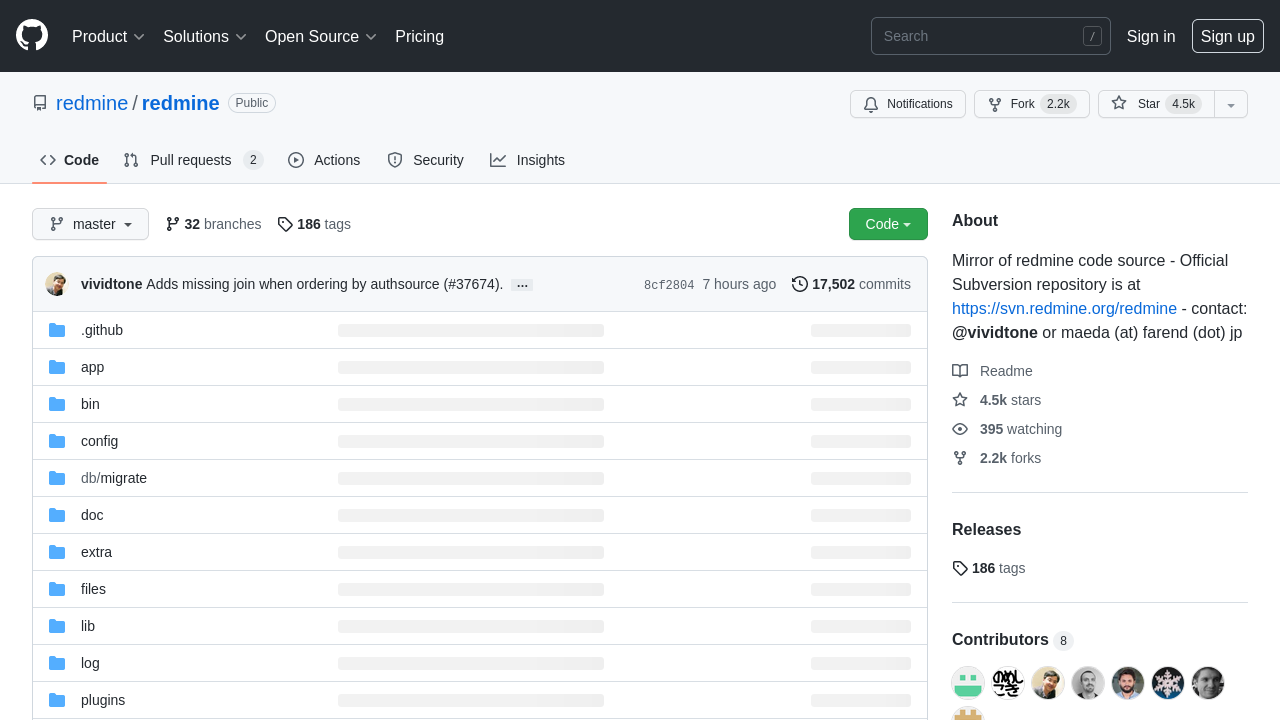 Product Solutions Open Source Pricing Search / Sign in Sign up
redmine / redmine Public Notifications Fork 2.2k Star 4.5k
Code Pull requests 2 Actions Security Insights
master 32 branches 186 tags Code
vividtone Adds missing join when ordering by authsource (#37674). … 8cf2804 7 hours ago 17,502 commits
.github
app
bin
config
db/migrate
doc
extra
files
lib
log
plugins
About
Mirror of redmine code source - Official
Subversion repository is at
https://svn.redmine.org/redmine - contact:
@vividtone or maeda (at) farend (dot) jp
Readme
4.5k stars
395 watching
2.2k forks
Releases
186 tags
Contributors 8